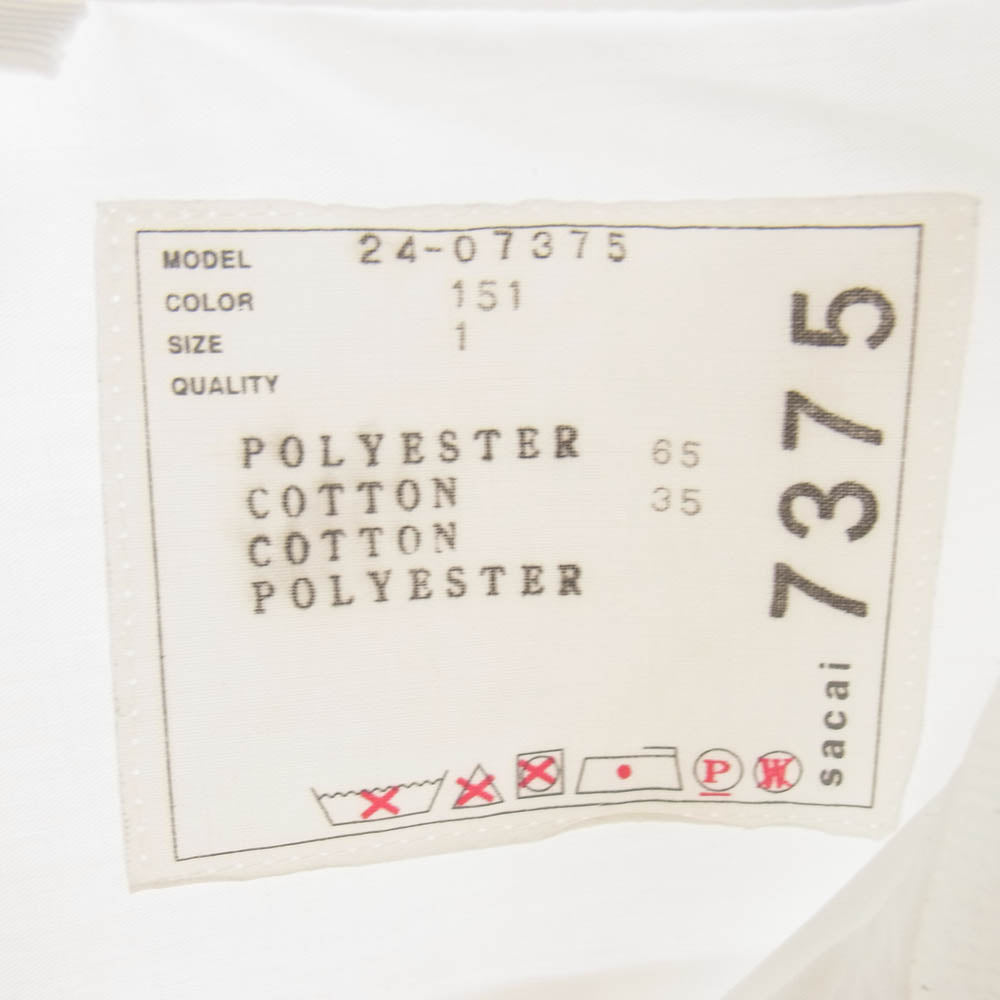 MODEL 24-07375
COLOR 151
SIZE 1
QUALITY
POLYESTER 65
COTTON 35
COTTON
POLYESTER
P
W
sacai 7375